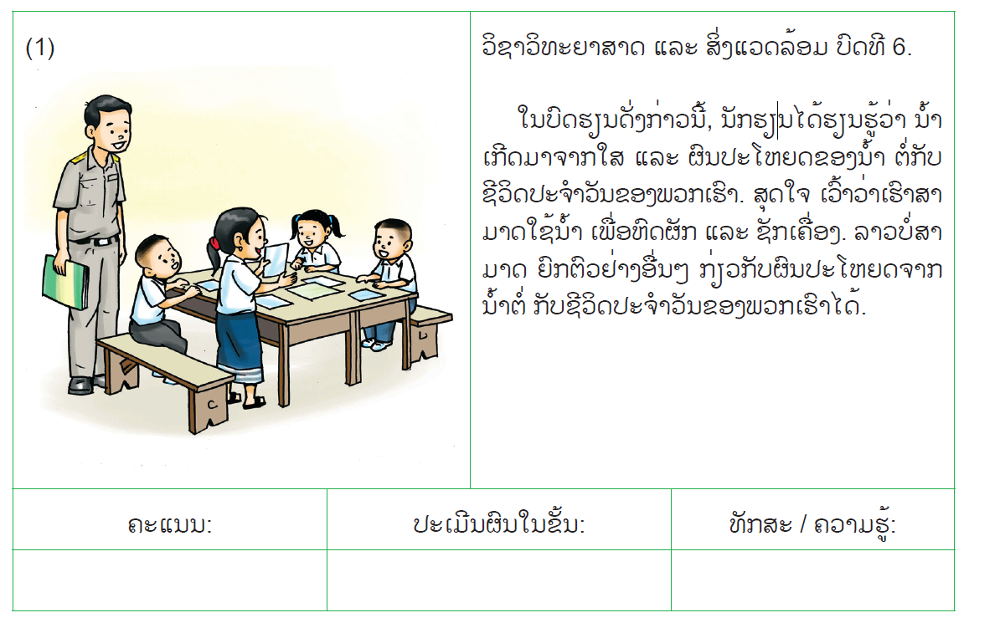 (1)
ວິຊາວິທະຍາສາດ ແລະ ສິ່ງແວດລ້ອມ ບົດທີ 6.
ໃນບົດຮຽນດັ່ງກ່າວນີ້, ນັກຮຽນໄດ້ຮຽນຮູ້ວ່າ ນ້ຳ
ເກີດມາຈາກໃສ ແລະ ຜົນປະໂຫຍດຂອງນ້ຳ ຕໍ່ກັບ
ຊີວິດປະຈຳວັນຂອງພວກເຮົາ. ສຸດໃຈ ເວົ້າວ່າເຮົາສາ
ມາດໃຊ້ນ້ຳ ເພື່ອຫົດຜັກ ແລະ ຊັກເຄື່ອງ. ລາວບໍ່ສາ
ມາດ ຍົກຕົວຢ່າງອື່ນໆ ກ່ຽວກັບຜົນປະໂຫຍດຈາກ
ນ້ຳຕໍ່ ກັບຊີວິດປະຈຳວັນຂອງພວກເຮົາໄດ້.
ຄະແນນ:
ປະເມີນຜົນໃນຂັ້ນ:
ທັກສະ / ຄວາມຮູ້: